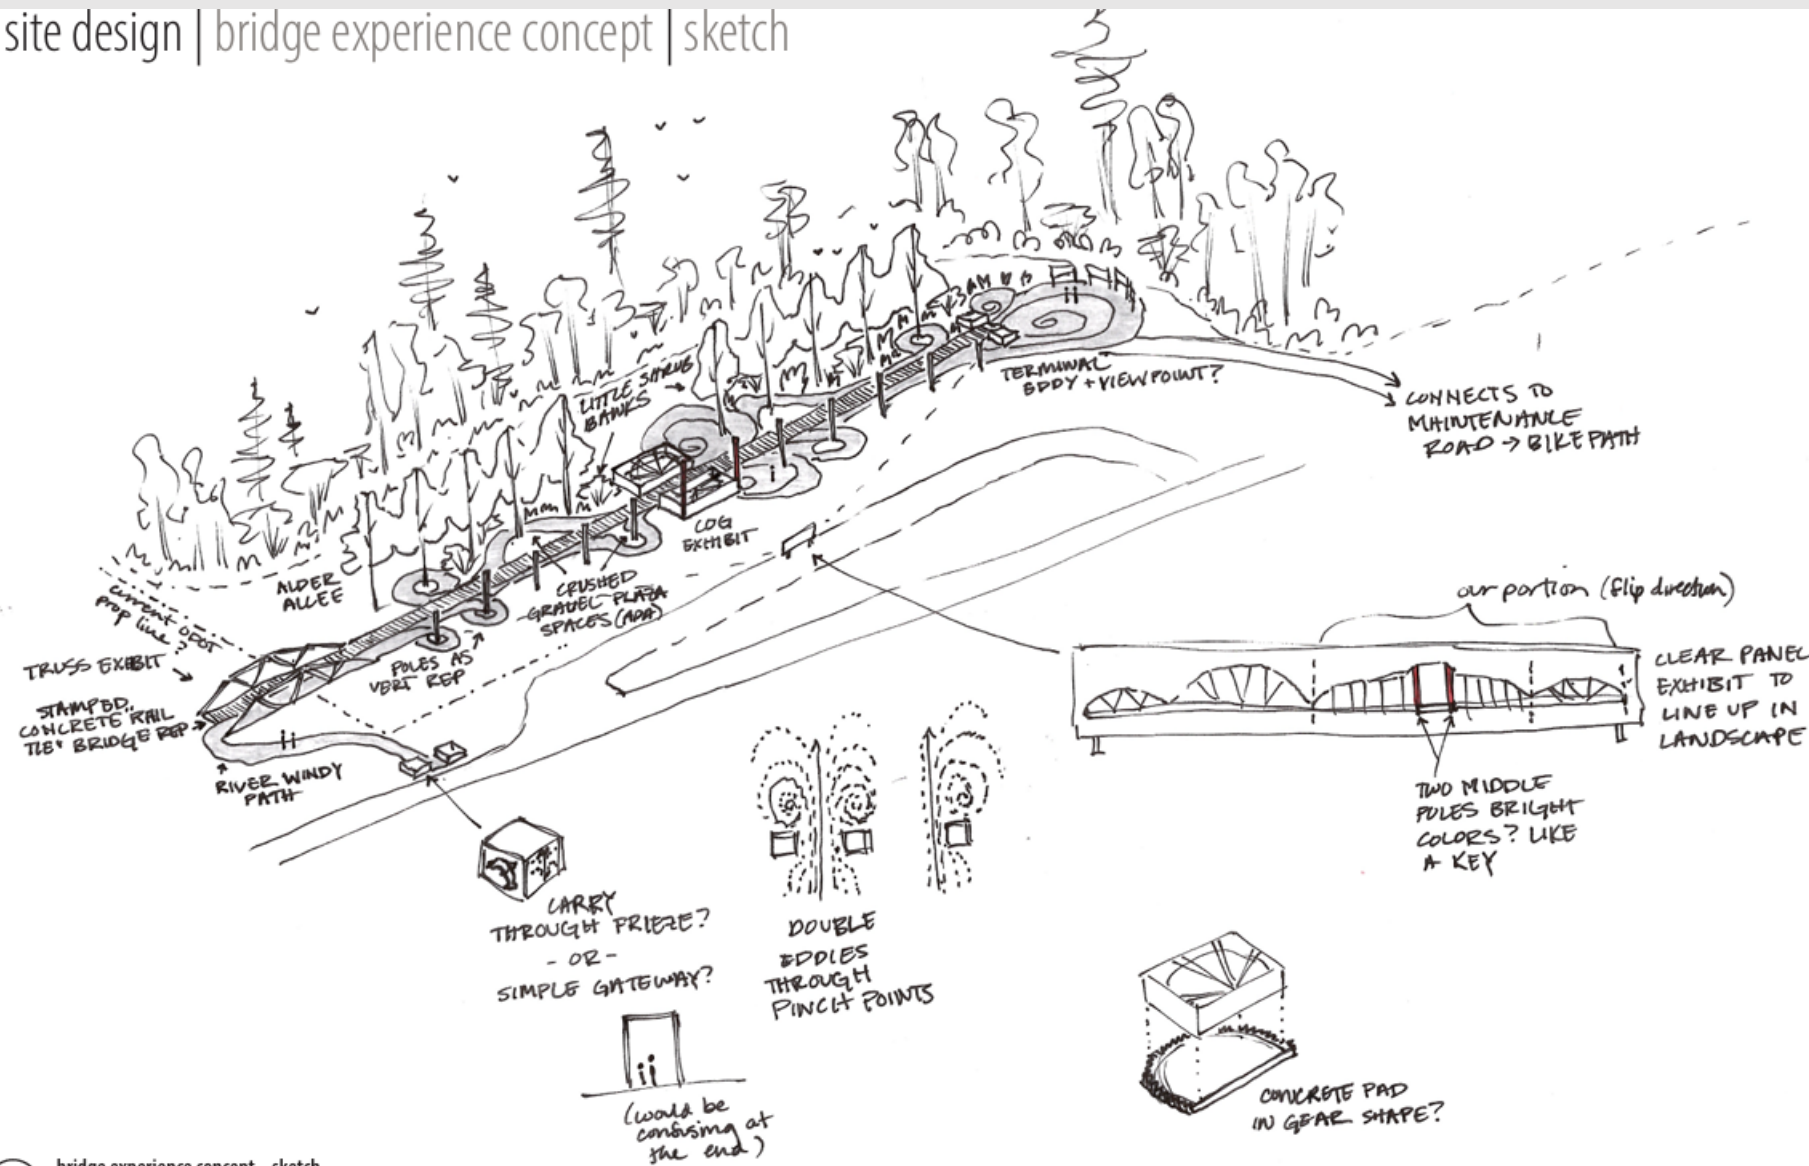 site design | bridge experience concept | sketch
LITTLE SHRUB
BANKS
TERMINAL
EDDY + VIEWPOINT?
CONNECTS TO
MAINTENANCE
ROAD → BIKEPATH
COG
EXHIBIT
ALDER
ALLEE
CRUSHED
GRAVEL PLAZA
SPACES (ADA)
current ODOT
prop line?
TRUSS EXHIBIT
POLES AS
VERT REP
STAMPED
CONCRETE RAIL
TIE BRIDGE REP
RIVER WINDY
PATH
our portion (flip direction)
CLEAR PANEL
EXHIBIT TO
LINE UP IN
LANDSCAPE
TWO MIDDLE
POLES BRIGHT
COLORS? LIKE
A KEY
CARRY
THROUGH FRIEZE?
- OR -
SIMPLE GATEWAY?
(would be
confusing at
the end)
DOUBLE
EDDIES
THROUGH
PINCH POINTS
CONCRETE PAD
IN GEAR SHAPE?
bridge experience concept - sketch